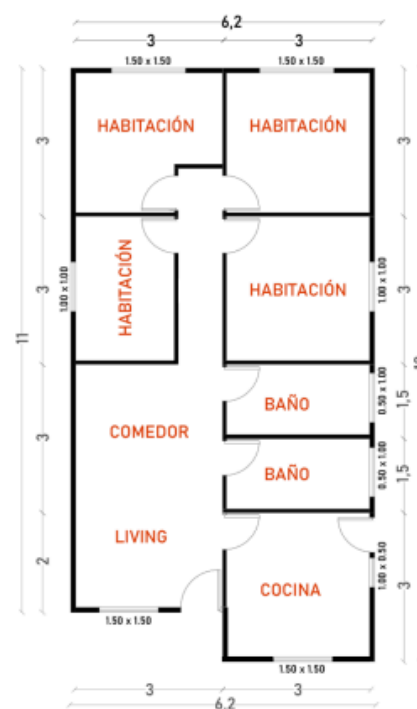 6,2
3
3
1.50 x 1.50
1.50 x 1.50
HABITACIÓN
HABITACIÓN
3
3
HABITACIÓN
HABITACIÓN
1.00 x 1.00
1.00 x 1.00
3
3
11
BAÑO
0.50 x 1.00
1,5
COMEDOR
3
BAÑO
0.50 x 1.00
1,5
LIVING
2
COCINA
1.00 x 0.50
3
1.50 x 1.50
1.50 x 1.50
3
3
6,2